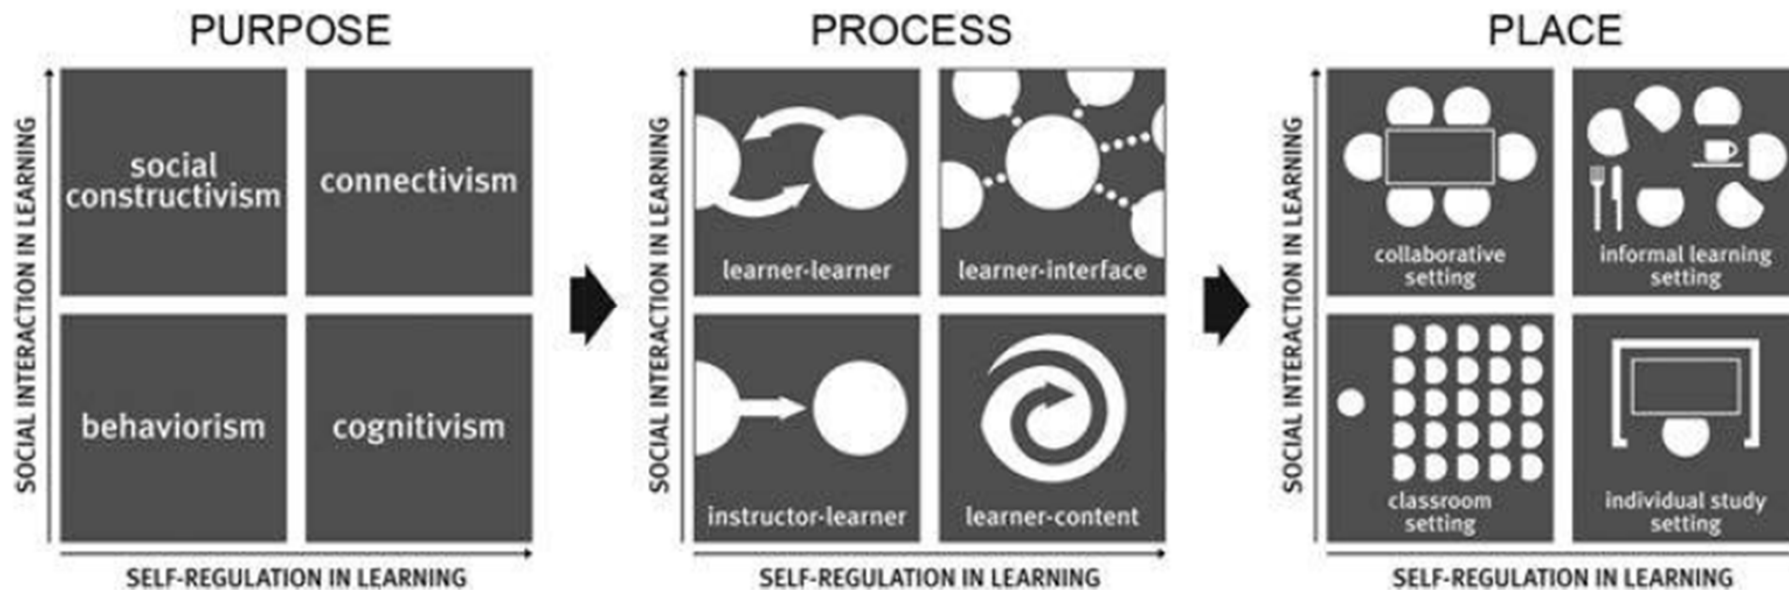 PURPOSE
SOCIAL INTERACTION IN LEARNING
social
constructivism
connectivism
behaviorism
cognitivism
SELF-REGULATION IN LEARNING
PROCESS
SOCIAL INTERACTION IN LEARNING
learner-learner
learner-interface
instructor-learner
learner-content
SELF-REGULATION IN LEARNING
PLACE
SOCIAL INTERACTION IN LEARNING
collaborative
setting
informal learning
setting
classroom
setting
individual study
setting
SELF-REGULATION IN LEARNING